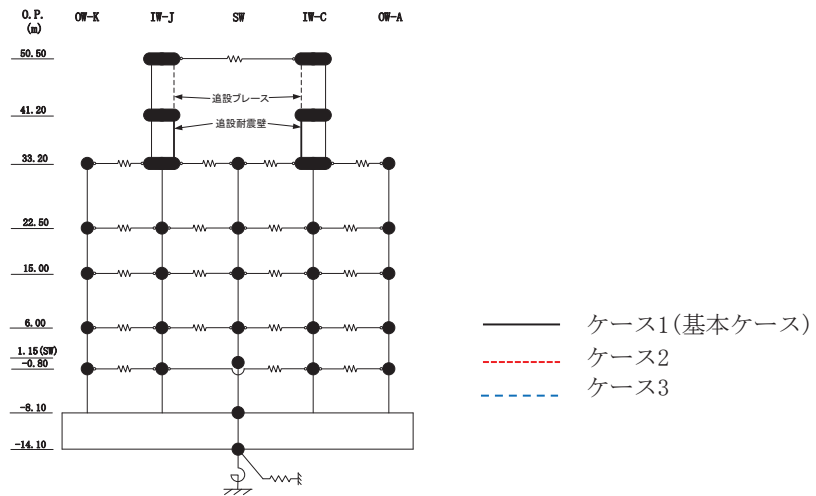 O.P.
(m)
OW-K IW-J SW IW-C OW-A
50.50
追設ブレース
41.20
追設耐震壁
33.20
22.50
15.00
6.00
1.15(SW)
-0.80
-8.10
-14.10
ケース1(基本ケース)
ケース2
ケース3